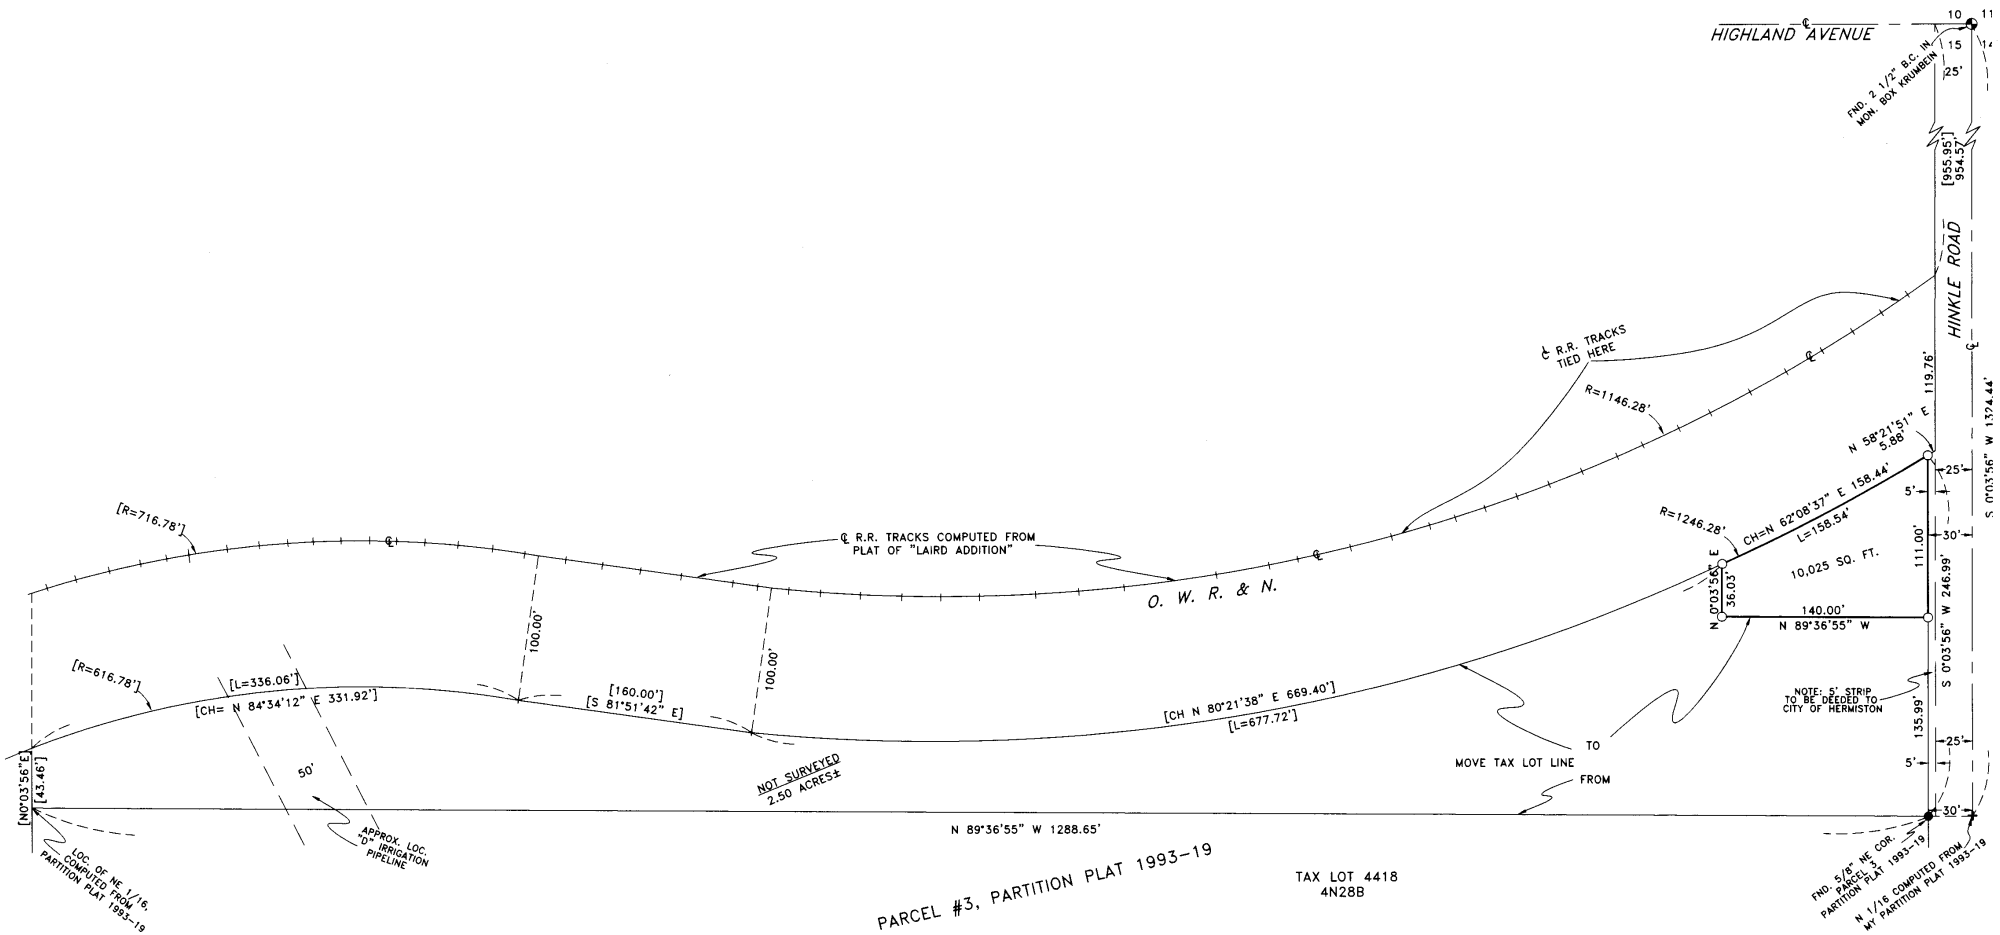 10 11
℄
HIGHLAND AVENUE
15 14
25'
FND. 2 1/2" B.C. IN
MON. BOX KRUMBEIN
[955.95']
954.57'
HINKLE ROAD
℄
S 0°03'56" W 1324.44'
119.76'
℄ R.R. TRACKS
TIED HERE
℄
R=1146.28'
N 58°21'51" E
5.88'
25'
5'
30'
R=1246.28'
CH=N 62°08'37" E 158.44'
L=158.54'
10,025 SQ. FT.
111.00'
S 0°03'56" W 246.99'
N 0°03'56" E
36.03'
140.00'
N 89°36'55" W
[R=716.78']
℄
℄ R.R. TRACKS COMPUTED FROM
PLAT OF "LAIRD ADDITION"
℄
O. W. R. & N.
100.00'
100.00'
[R=616.78']
[L=336.06']
[CH= N 84°34'12" E 331.92']
[160.00']
[S 81°51'42" E]
[CH N 80°21'38" E 669.40']
[L=677.72']
NOTE: 5' STRIP
TO BE DEEDED TO
CITY OF HERMISTON
135.99'
25'
5'
30'
TO
MOVE TAX LOT LINE
FROM
[N0°03'56"E]
[43.46']
50'
NOT SURVEYED
2.50 ACRES±
N 89°36'55" W 1288.65'
APPROX. LOC.
"D" IRRIGATION
PIPELINE
LOC. OF NE 1/16,
COMPUTED FROM
PARTITION PLAT 1993-19
PARCEL #3, PARTITION PLAT 1993-19
TAX LOT 4418
4N28B
FND. 5/8" NE COR.
PARCEL 3
PARTITION PLAT 1993-19
N 1/16 COMPUTED FROM
MY PARTITION PLAT 1993-19